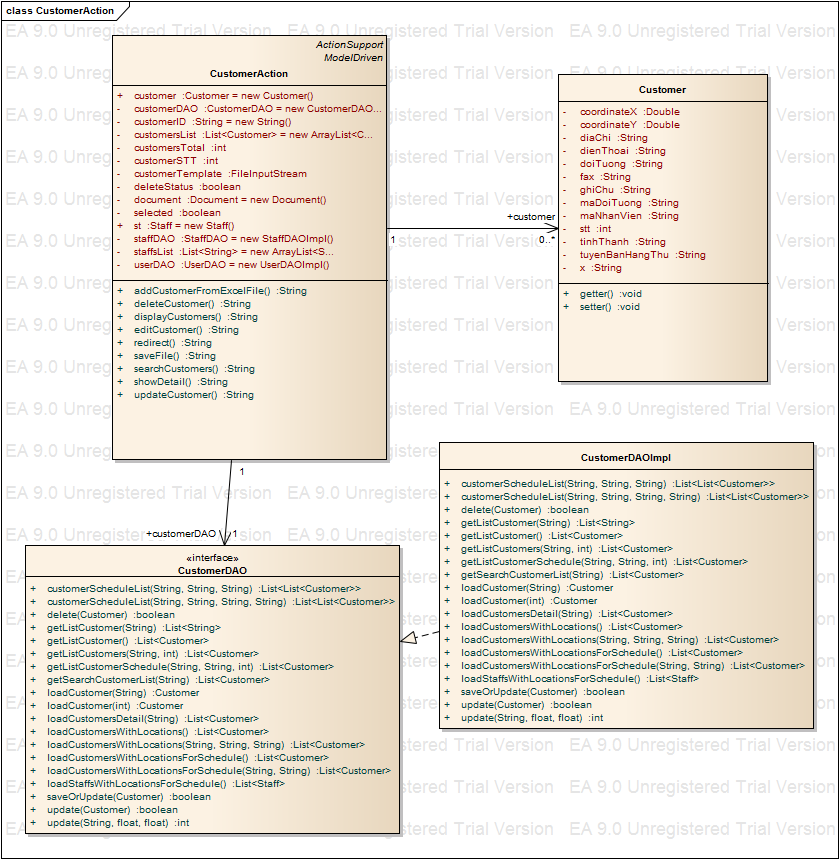 class CustomerAction
EA 9.0 Unregistered Trial Version
ActionSupport
ModelDriven
CustomerAction
+ customer :Customer = new Customer()
- customerDAO :CustomerDAO = new CustomerDAO...
- customerID :String = new String()
- customersList :List<Customer> = new ArrayList<C...
- customersTotal :int
- customerSTT :int
- customerTemplate :FileInputStream
- deleteStatus :boolean
- document :Document = new Document()
- selected :boolean
+ st :Staff = new Staff()
- staffDAO :StaffDAO = new StaffDAOImpl()
- staffsList :List<String> = new ArrayList<S...
- userDAO :UserDAO = new UserDAOImpl()
+ addCustomerFromExcelFile() :String
+ deleteCustomer() :String
+ displayCustomers() :String
+ editCustomer() :String
+ redirect() :String
+ saveFile() :String
+ searchCustomers() :String
+ showDetail() :String
+ updateCustomer() :String
Customer
- coordinateX :Double
- coordinateY :Double
- diaChi :String
- dienThoai :String
- doiTuong :String
- fax :String
- ghiChu :String
- maDoiTuong :String
- maNhanVien :String
- stt :int
- tinhThanh :String
- tuyenBanHangThu :String
- x :String
+ getter() :void
+ setter() :void
+customer
1
0..*
1
+customerDAO
1
«interface»
CustomerDAO
+ customerScheduleList(String, String, String) :List<List<Customer>>
+ customerScheduleList(String, String, String, String) :List<List<Customer>>
+ delete(Customer) :boolean
+ getListCustomer(String) :List<String>
+ getListCustomer() :List<Customer>
+ getListCustomers(String, int) :List<Customer>
+ getListCustomerSchedule(String, String, int) :List<Customer>
+ getSearchCustomerList(String) :List<Customer>
+ loadCustomer(String) :Customer
+ loadCustomer(int) :Customer
+ loadCustomersDetail(String) :List<Customer>
+ loadCustomersWithLocations() :List<Customer>
+ loadCustomersWithLocations(String, String, String) :List<Customer>
+ loadCustomersWithLocationsForSchedule() :List<Customer>
+ loadCustomersWithLocationsForSchedule(String, String) :List<Customer>
+ loadStaffsWithLocationsForSchedule() :List<Staff>
+ saveOrUpdate(Customer) :boolean
+ update(Customer) :boolean
+ update(String, float, float) :int
CustomerDAOImpl
+ customerScheduleList(String, String, String) :List<List<Customer>>
+ customerScheduleList(String, String, String, String) :List<List<Customer>>
+ delete(Customer) :boolean
+ getListCustomer(String) :List<String>
+ getListCustomer() :List<Customer>
+ getListCustomers(String, int) :List<Customer>
+ getListCustomerSchedule(String, String, int) :List<Customer>
+ getSearchCustomerList(String) :List<Customer>
+ loadCustomer(String) :Customer
+ loadCustomer(int) :Customer
+ loadCustomersDetail(String) :List<Customer>
+ loadCustomersWithLocations() :List<Customer>
+ loadCustomersWithLocations(String, String, String) :List<Customer>
+ loadCustomersWithLocationsForSchedule() :List<Customer>
+ loadCustomersWithLocationsForSchedule(String, String) :List<Customer>
+ loadStaffsWithLocationsForSchedule() :List<Staff>
+ saveOrUpdate(Customer) :boolean
+ update(Customer) :boolean
+ update(String, float, float) :int